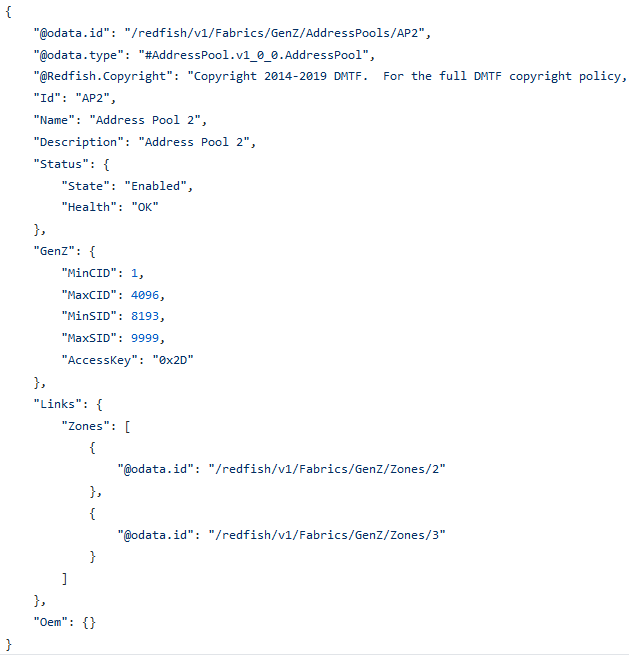 {
    "@odata.id": "/redfish/v1/Fabrics/GenZ/AddressPools/AP2",
    "@odata.type": "#AddressPool.v1_0_0.AddressPool",
    "@Redfish.Copyright": "Copyright 2014-2019 DMTF.  For the full DMTF copyright policy,
    "Id": "AP2",
    "Name": "Address Pool 2",
    "Description": "Address Pool 2",
    "Status": {
        "State": "Enabled",
        "Health": "OK"
    },
    "GenZ": {
        "MinCID": 1,
        "MaxCID": 4096,
        "MinSID": 8193,
        "MaxSID": 9999,
        "AccessKey": "0x2D"
    },
    "Links": {
        "Zones": [
            {
                "@odata.id": "/redfish/v1/Fabrics/GenZ/Zones/2"
            },
            {
                "@odata.id": "/redfish/v1/Fabrics/GenZ/Zones/3"
            }
        ]
    },
    "Oem": {}
}